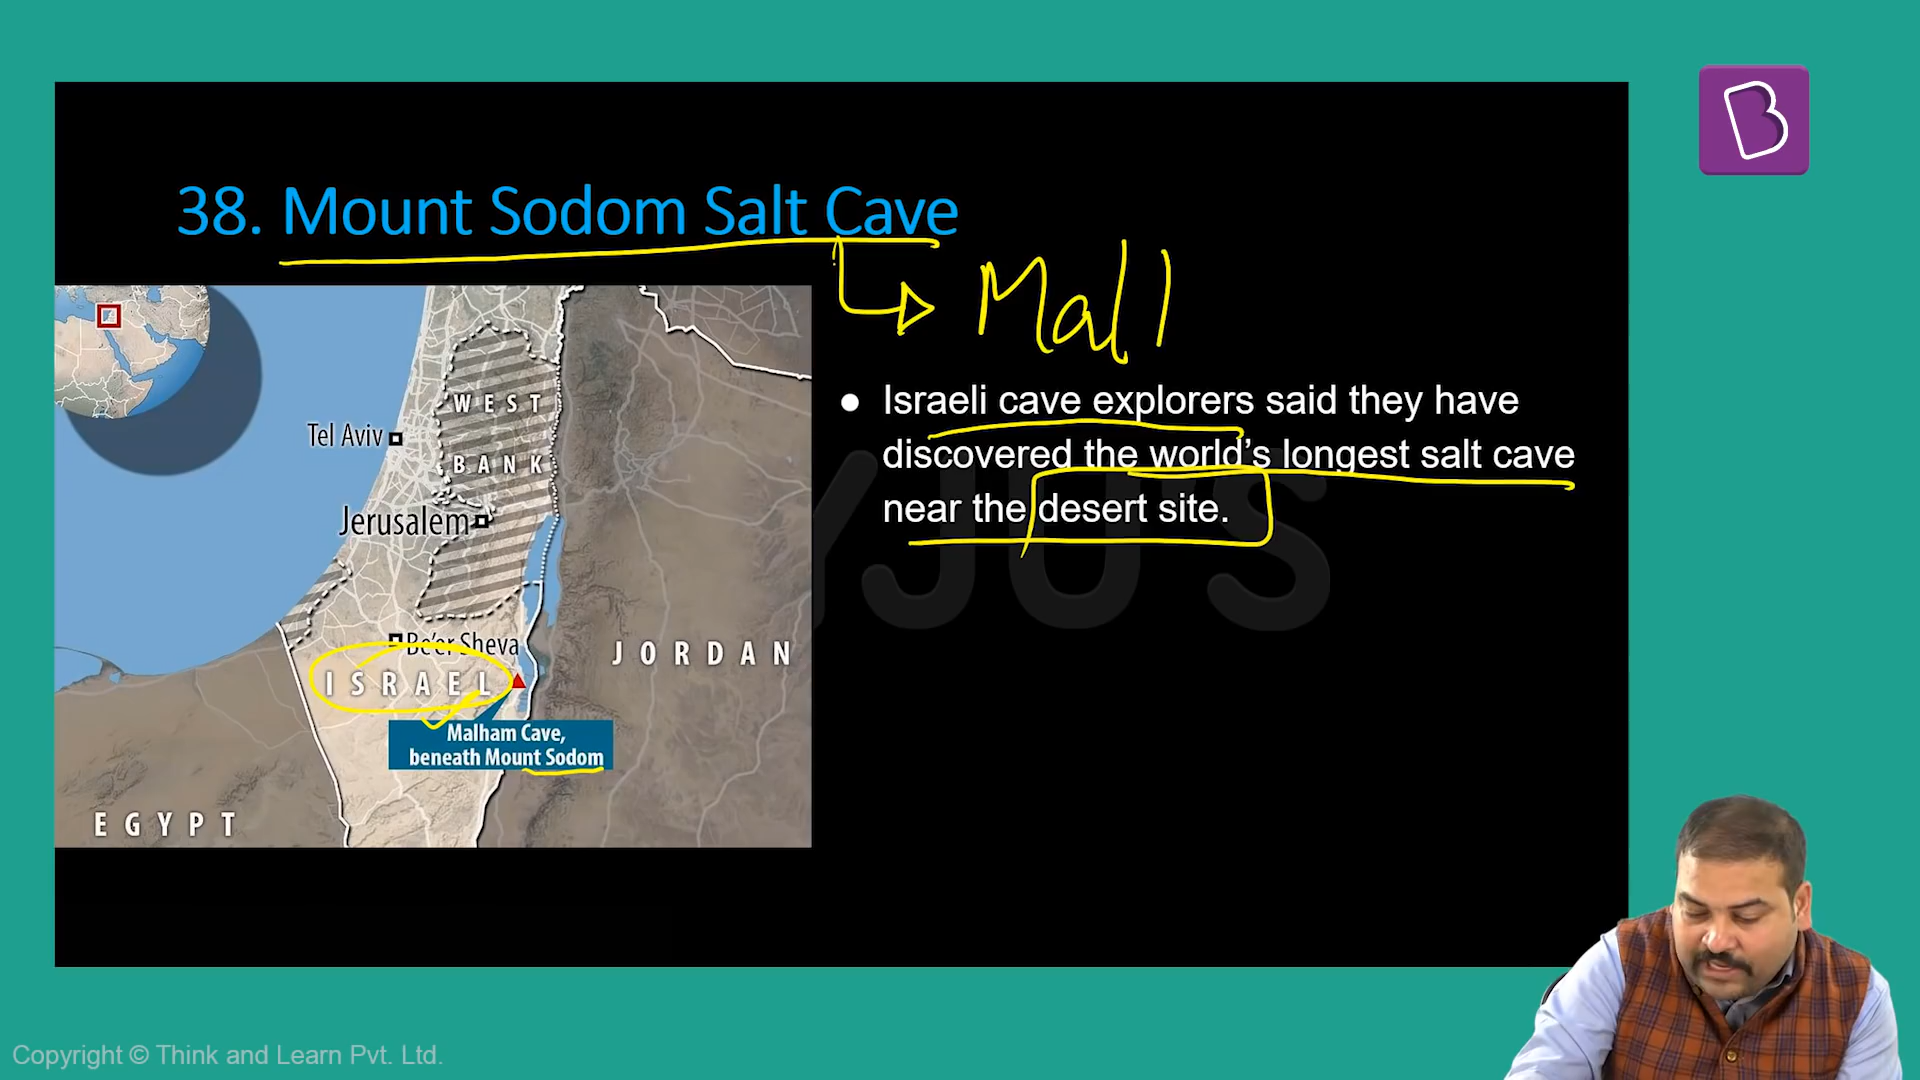 B
38. Mount Sodom Salt Cave
Mall
● Israeli cave explorers said they have
discovered the world’s longest salt cave
near the desert site.
WEST
BANK
Tel Aviv
Jerusalem
Be'er Sheva
ISRAEL
JORDAN
Malham Cave,
beneath Mount Sodom
EGYPT
YJU'S
Copyright © Think and Learn Pvt. Ltd.